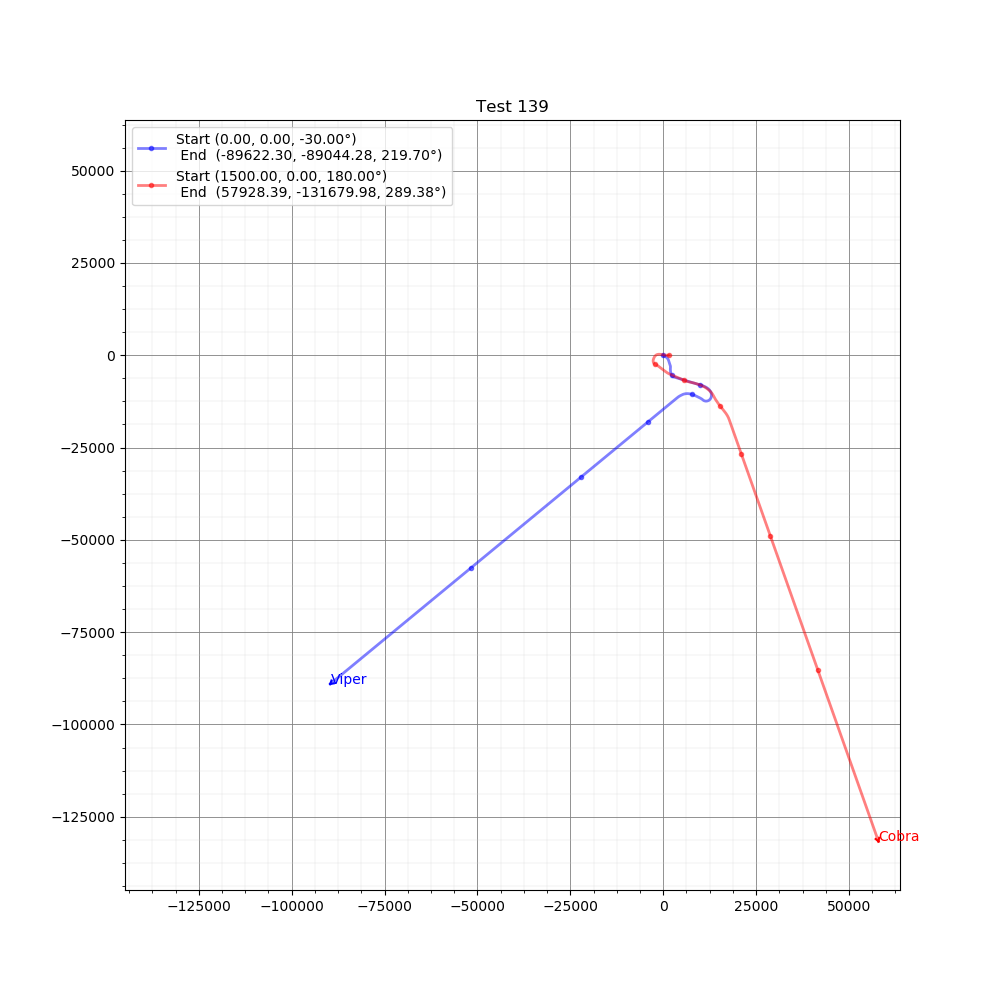 Test 139
Start (0.00, 0.00, -30.00°)
End (-89622.30, -89044.28, 219.70°)
Start (1500.00, 0.00, 180.00°)
End (57928.39, -131679.98, 289.38°)
50000
25000
0
−25000
−50000
−75000
−100000
−125000
Viper
Cobra
−125000 −100000 −75000 −50000 −25000 0 25000 50000